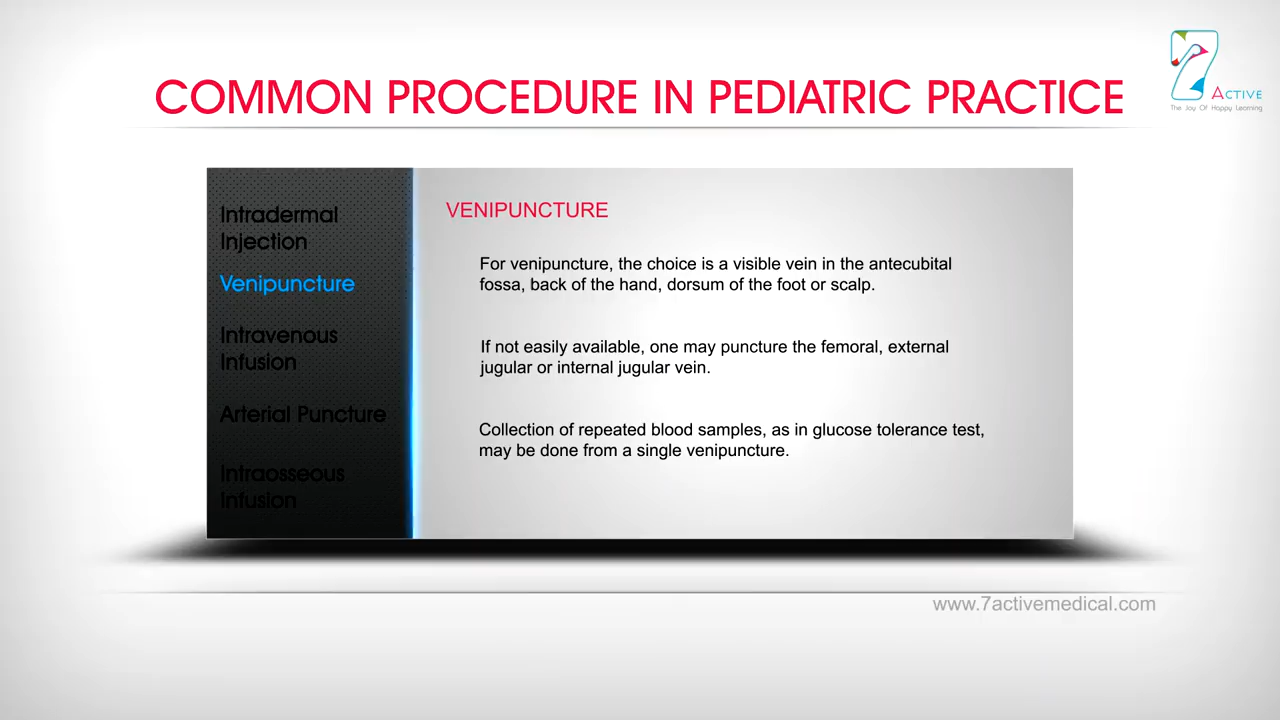 COMMON PROCEDURE IN PEDIATRIC PRACTICE
7 ACTIVE
The Joy Of Happy Learning
Intradermal
Injection
Venipuncture
Intravenous
Infusion
Arterial Puncture
Intraosseous
Infusion
VENIPUNCTURE
For venipuncture, the choice is a visible vein in the antecubital
fossa, back of the hand, dorsum of the foot or scalp.
If not easily available, one may puncture the femoral, external
jugular or internal jugular vein.
Collection of repeated blood samples, as in glucose tolerance test,
may be done from a single venipuncture.
www.7activemedical.com